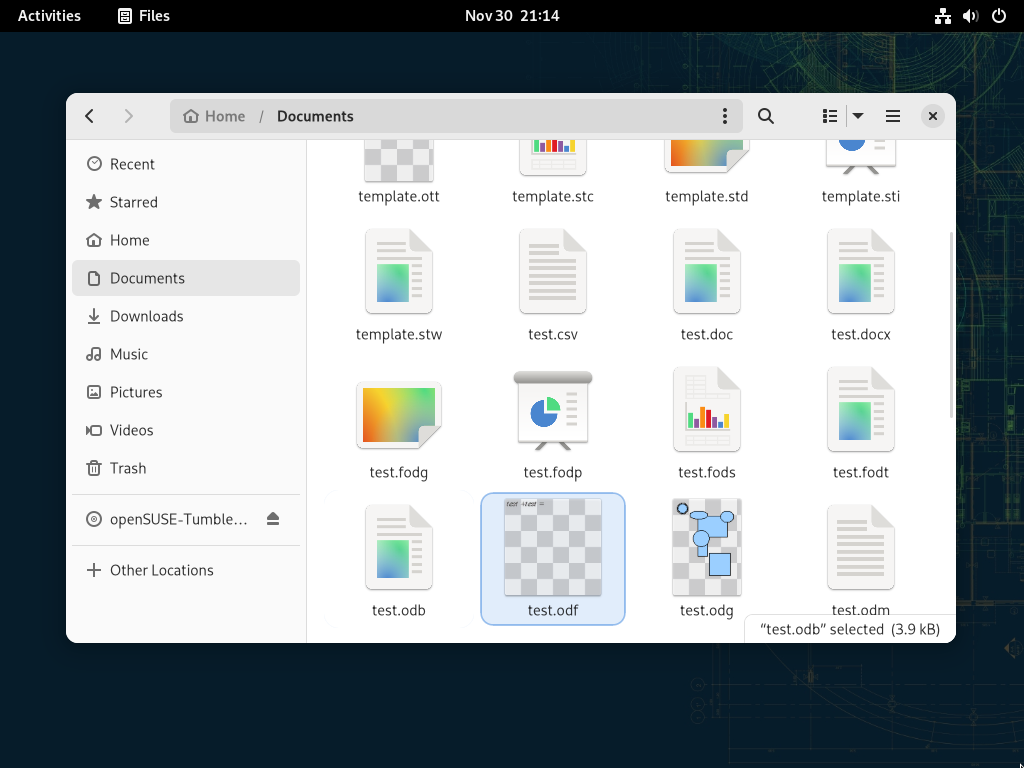 Activities
Files
Nov 30 21:14
Home / Documents
Recent
Starred
Home
Documents
Downloads
Music
Pictures
Videos
Trash
openSUSE-Tumble...
Other Locations
template.ott
template.stc
template.std
template.sti
template.stw
test.csv
test.doc
test.docx
test.fodg
test.fodp
test.fods
test.fodt
test.odb
test.odf
test.odg
test.odm
“test.odb” selected (3.9 kB)